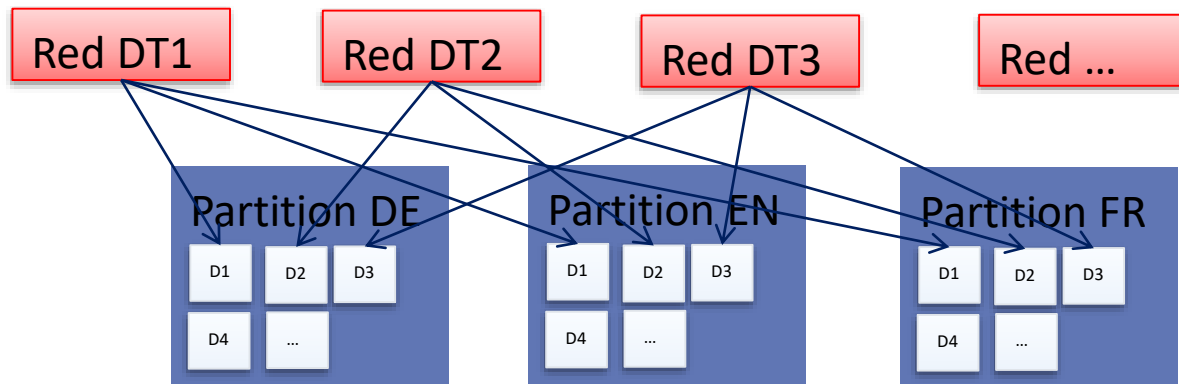 Red DT1
Red DT2
Red DT3
Red ...
Partition DE
D1
D2
D3
D4
...
Partition EN
D1
D2
D3
D4
...
Partition FR
D1
D2
D3
D4
...